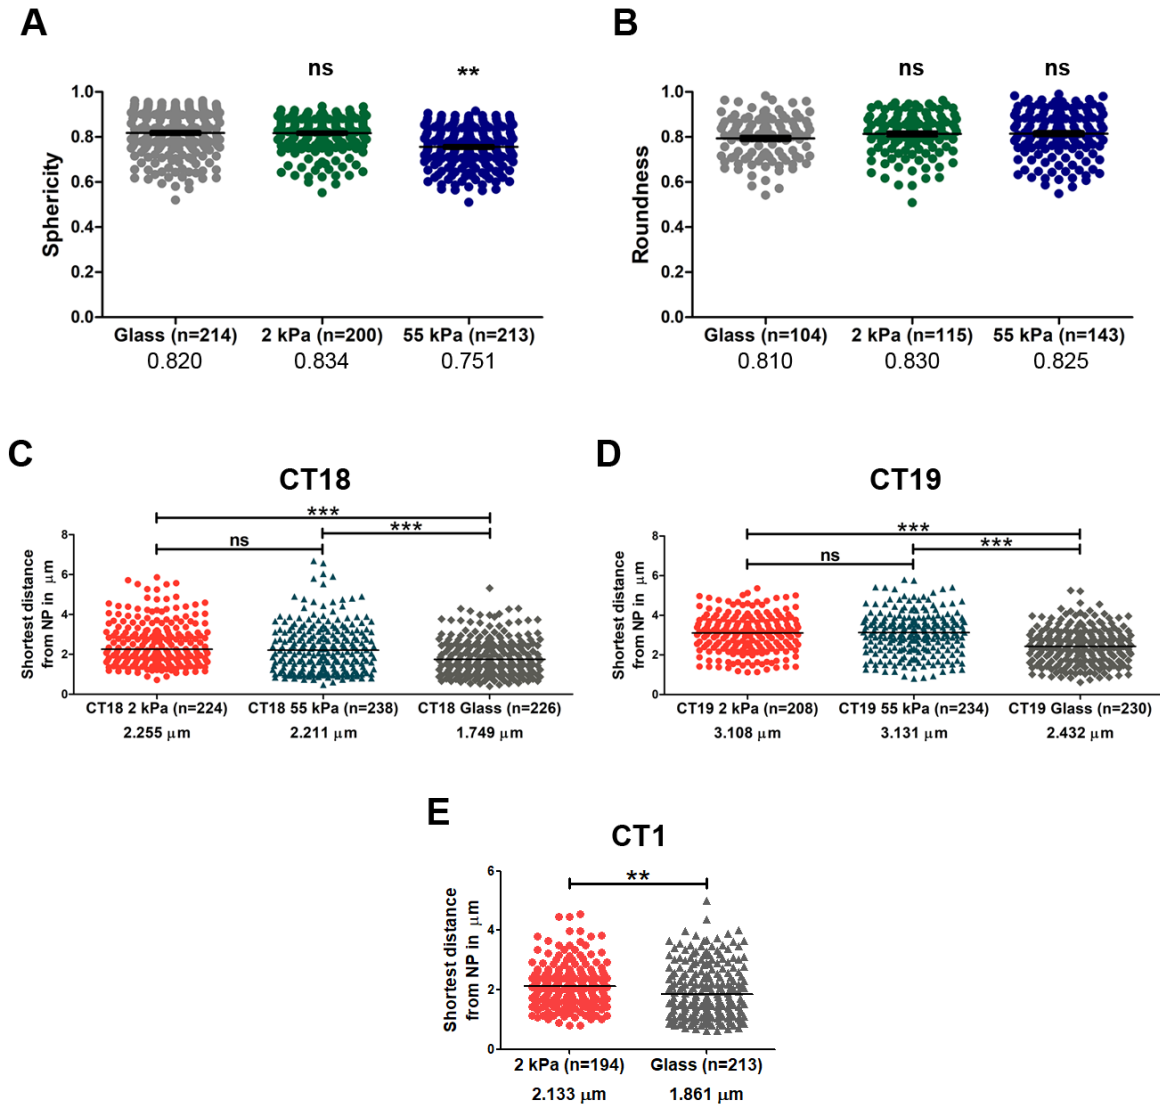 A
ns
**
Sphericity
1.0
0.8
0.6
0.4
0.2
0.0
Glass (n=214) 2 kPa (n=200) 55 kPa (n=213)
0.820 0.834 0.751
B
ns
ns
Roundness
1.0
0.8
0.6
0.4
0.2
0.0
Glass (n=104) 2 kPa (n=115) 55 kPa (n=143)
0.810 0.830 0.825
C
CT18
***
***
ns
Shortest distance
from NP in μm
8
6
4
2
0
CT18 2 kPa (n=224) CT18 55 kPa (n=238) CT18 Glass (n=226)
2.255 μm 2.211 μm 1.749 μm
D
CT19
***
***
ns
Shortest distance
from NP in μm
8
6
4
2
0
CT19 2 kPa (n=208) CT19 55 kPa (n=234) CT19 Glass (n=230)
3.108 μm 3.131 μm 2.432 μm
E
CT1
**
Shortest distance
from NP in μm
6
4
2
0
2 kPa (n=194) Glass (n=213)
2.133 μm 1.861 μm